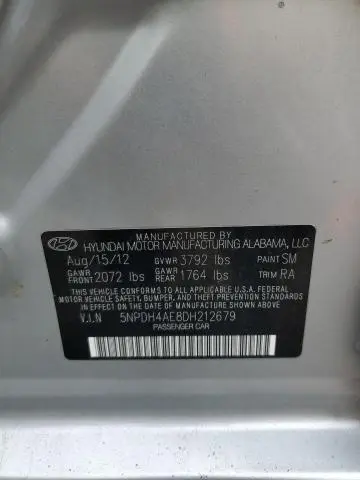 MANUFACTURED BY
HYUNDAI MOTOR MANUFACTURING ALABAMA, LLC
Aug/15/12 GVWR 3792 lbs PAINT SM
GAWR FRONT 2072 lbs GAWR REAR 1764 lbs TRIM RA
THIS VEHICLE CONFORMS TO ALL APPLICABLE U.S.A. FEDERAL
MOTOR VEHICLE SAFETY, BUMPER, AND THEFT PREVENTION
STANDARDS IN EFFECT ON THE DATE OF MANUFACTURE SHOWN ABOVE.
V.I.N 5NPDH4AE8DH212679
PASSENGER CAR